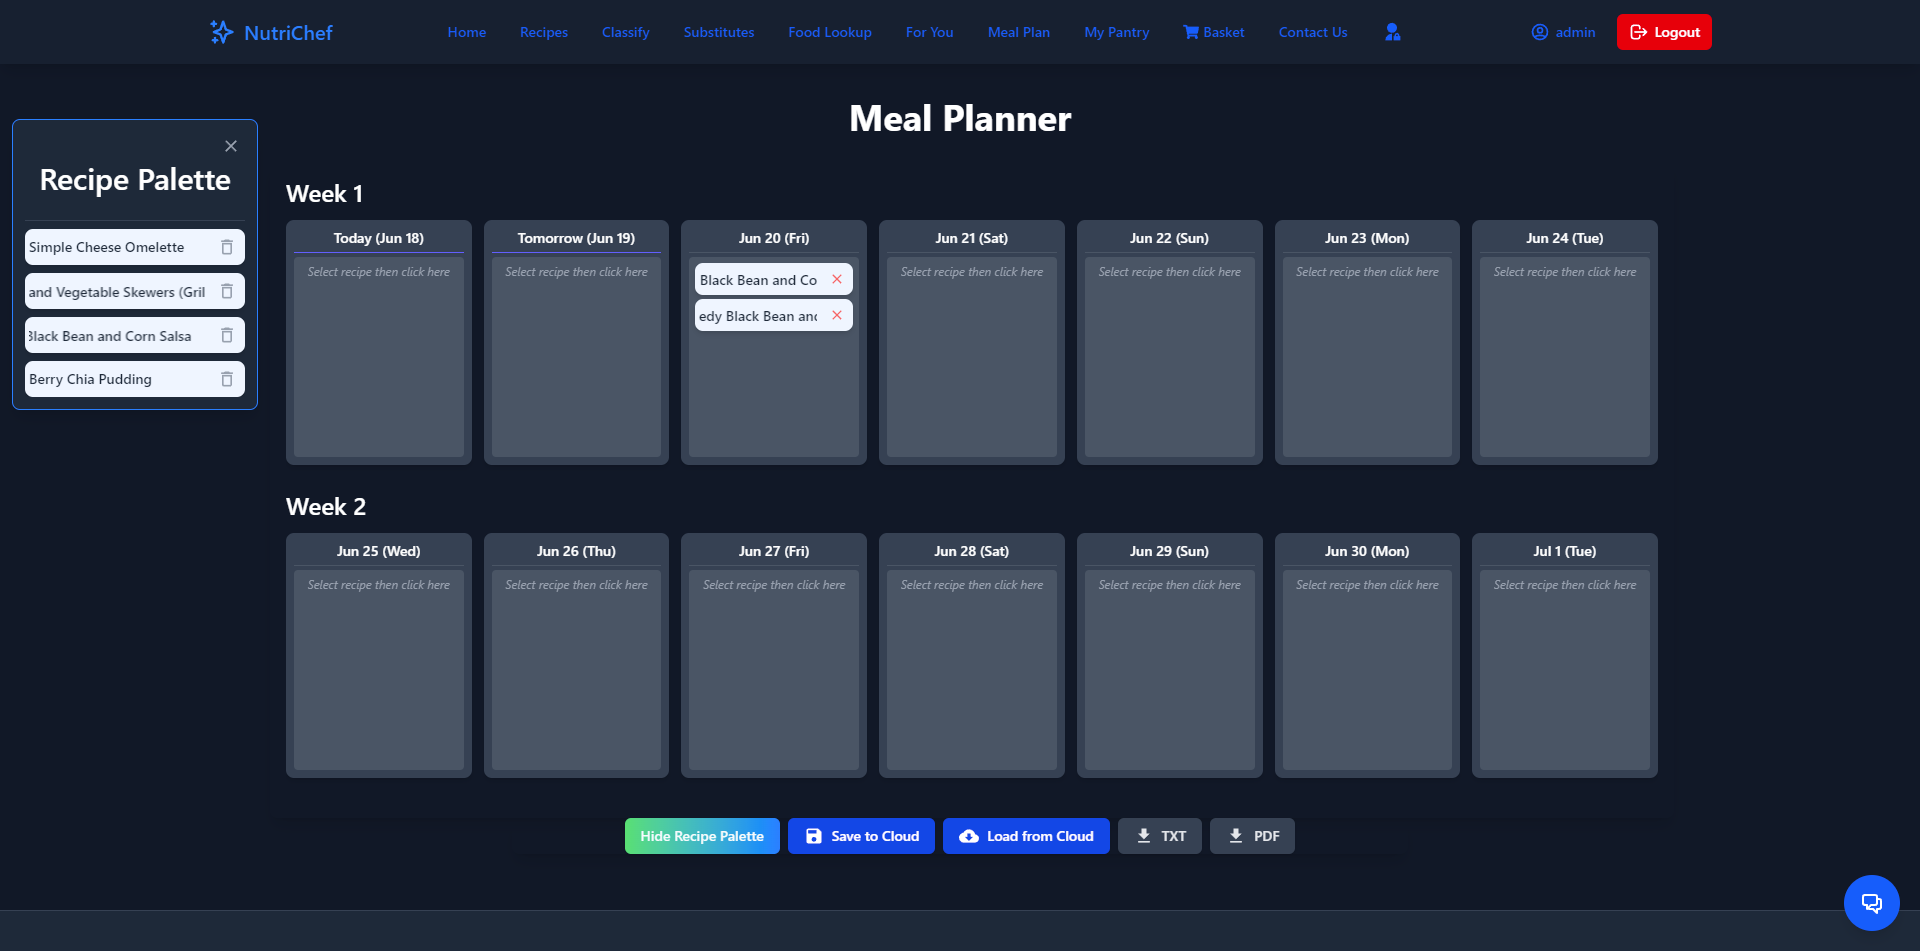 NutriChef
Home Recipes Classify Substitutes Food Lookup For You Meal Plan My Pantry Basket Contact Us
admin Logout
Meal Planner
Recipe Palette
Simple Cheese Omelette
and Vegetable Skewers (Gril
Black Bean and Corn Salsa
Berry Chia Pudding
Week 1
Today (Jun 18) Tomorrow (Jun 19) Jun 20 (Fri) Jun 21 (Sat) Jun 22 (Sun) Jun 23 (Mon) Jun 24 (Tue)
Select recipe then click here Select recipe then click here Select recipe then click here Select recipe then click here Select recipe then click here Select recipe then click here
Black Bean and Co
edy Black Bean and
Week 2
Jun 25 (Wed) Jun 26 (Thu) Jun 27 (Fri) Jun 28 (Sat) Jun 29 (Sun) Jun 30 (Mon) Jul 1 (Tue)
Select recipe then click here Select recipe then click here Select recipe then click here Select recipe then click here Select recipe then click here Select recipe then click here Select recipe then click here
Hide Recipe Palette Save to Cloud Load from Cloud TXT PDF